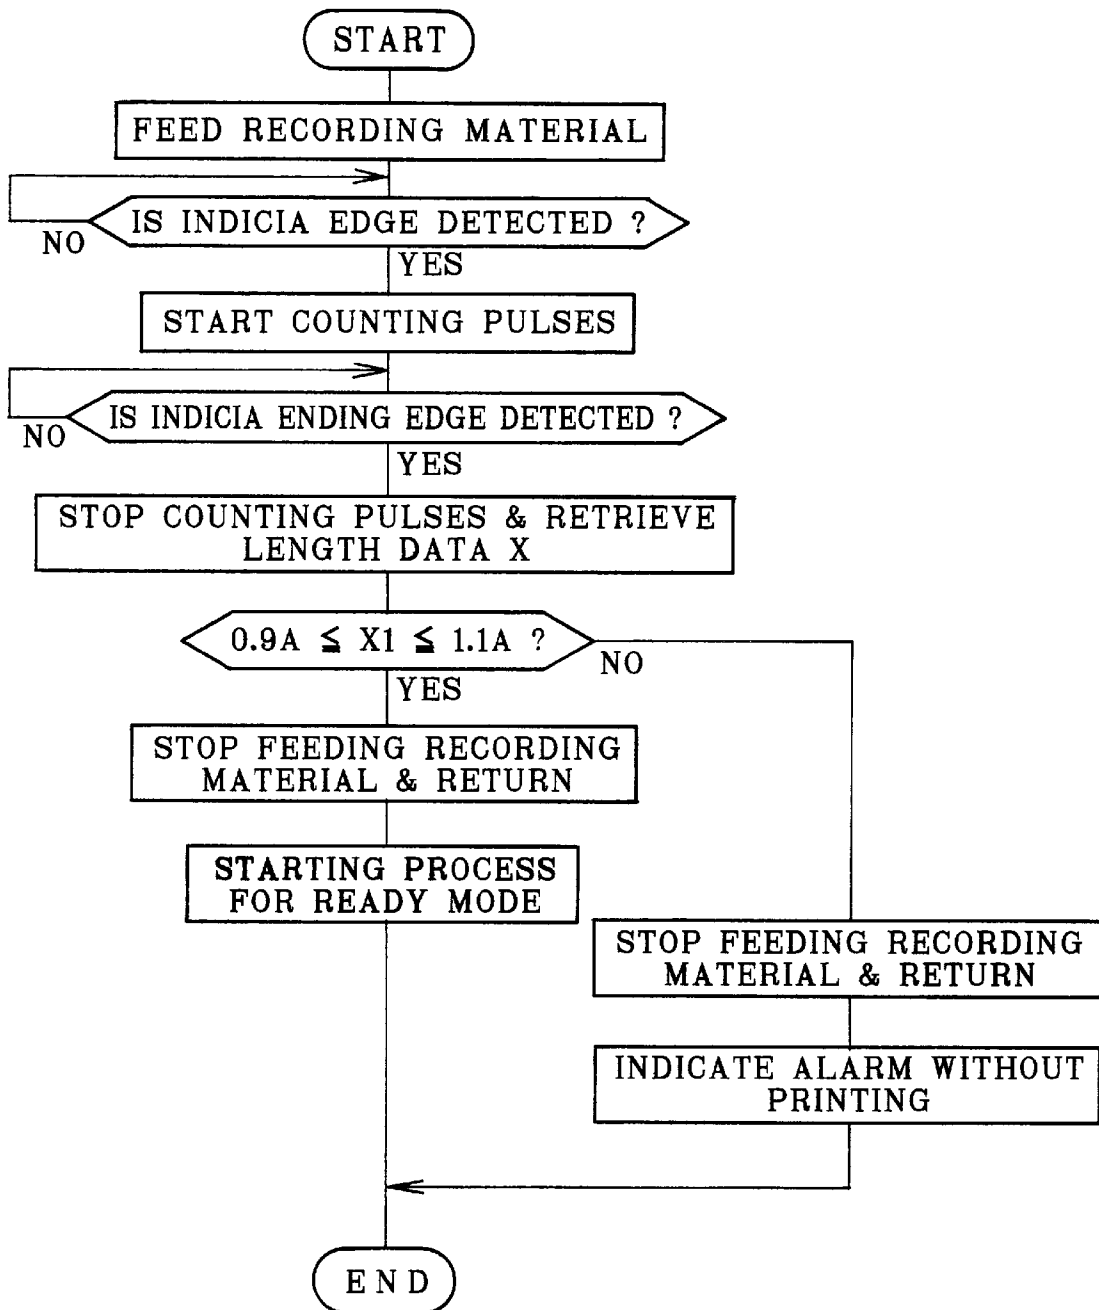 START
FEED RECORDING MATERIAL
IS INDICIA EDGE DETECTED ?
NO
YES
START COUNTING PULSES
IS INDICIA ENDING EDGE DETECTED ?
NO
YES
STOP COUNTING PULSES & RETRIEVE
LENGTH DATA X
0.9A ≦ X1 ≦ 1.1A ?
NO
YES
STOP FEEDING RECORDING
MATERIAL & RETURN
STARTING PROCESS
FOR READY MODE
STOP FEEDING RECORDING
MATERIAL & RETURN
INDICATE ALARM WITHOUT
PRINTING
END